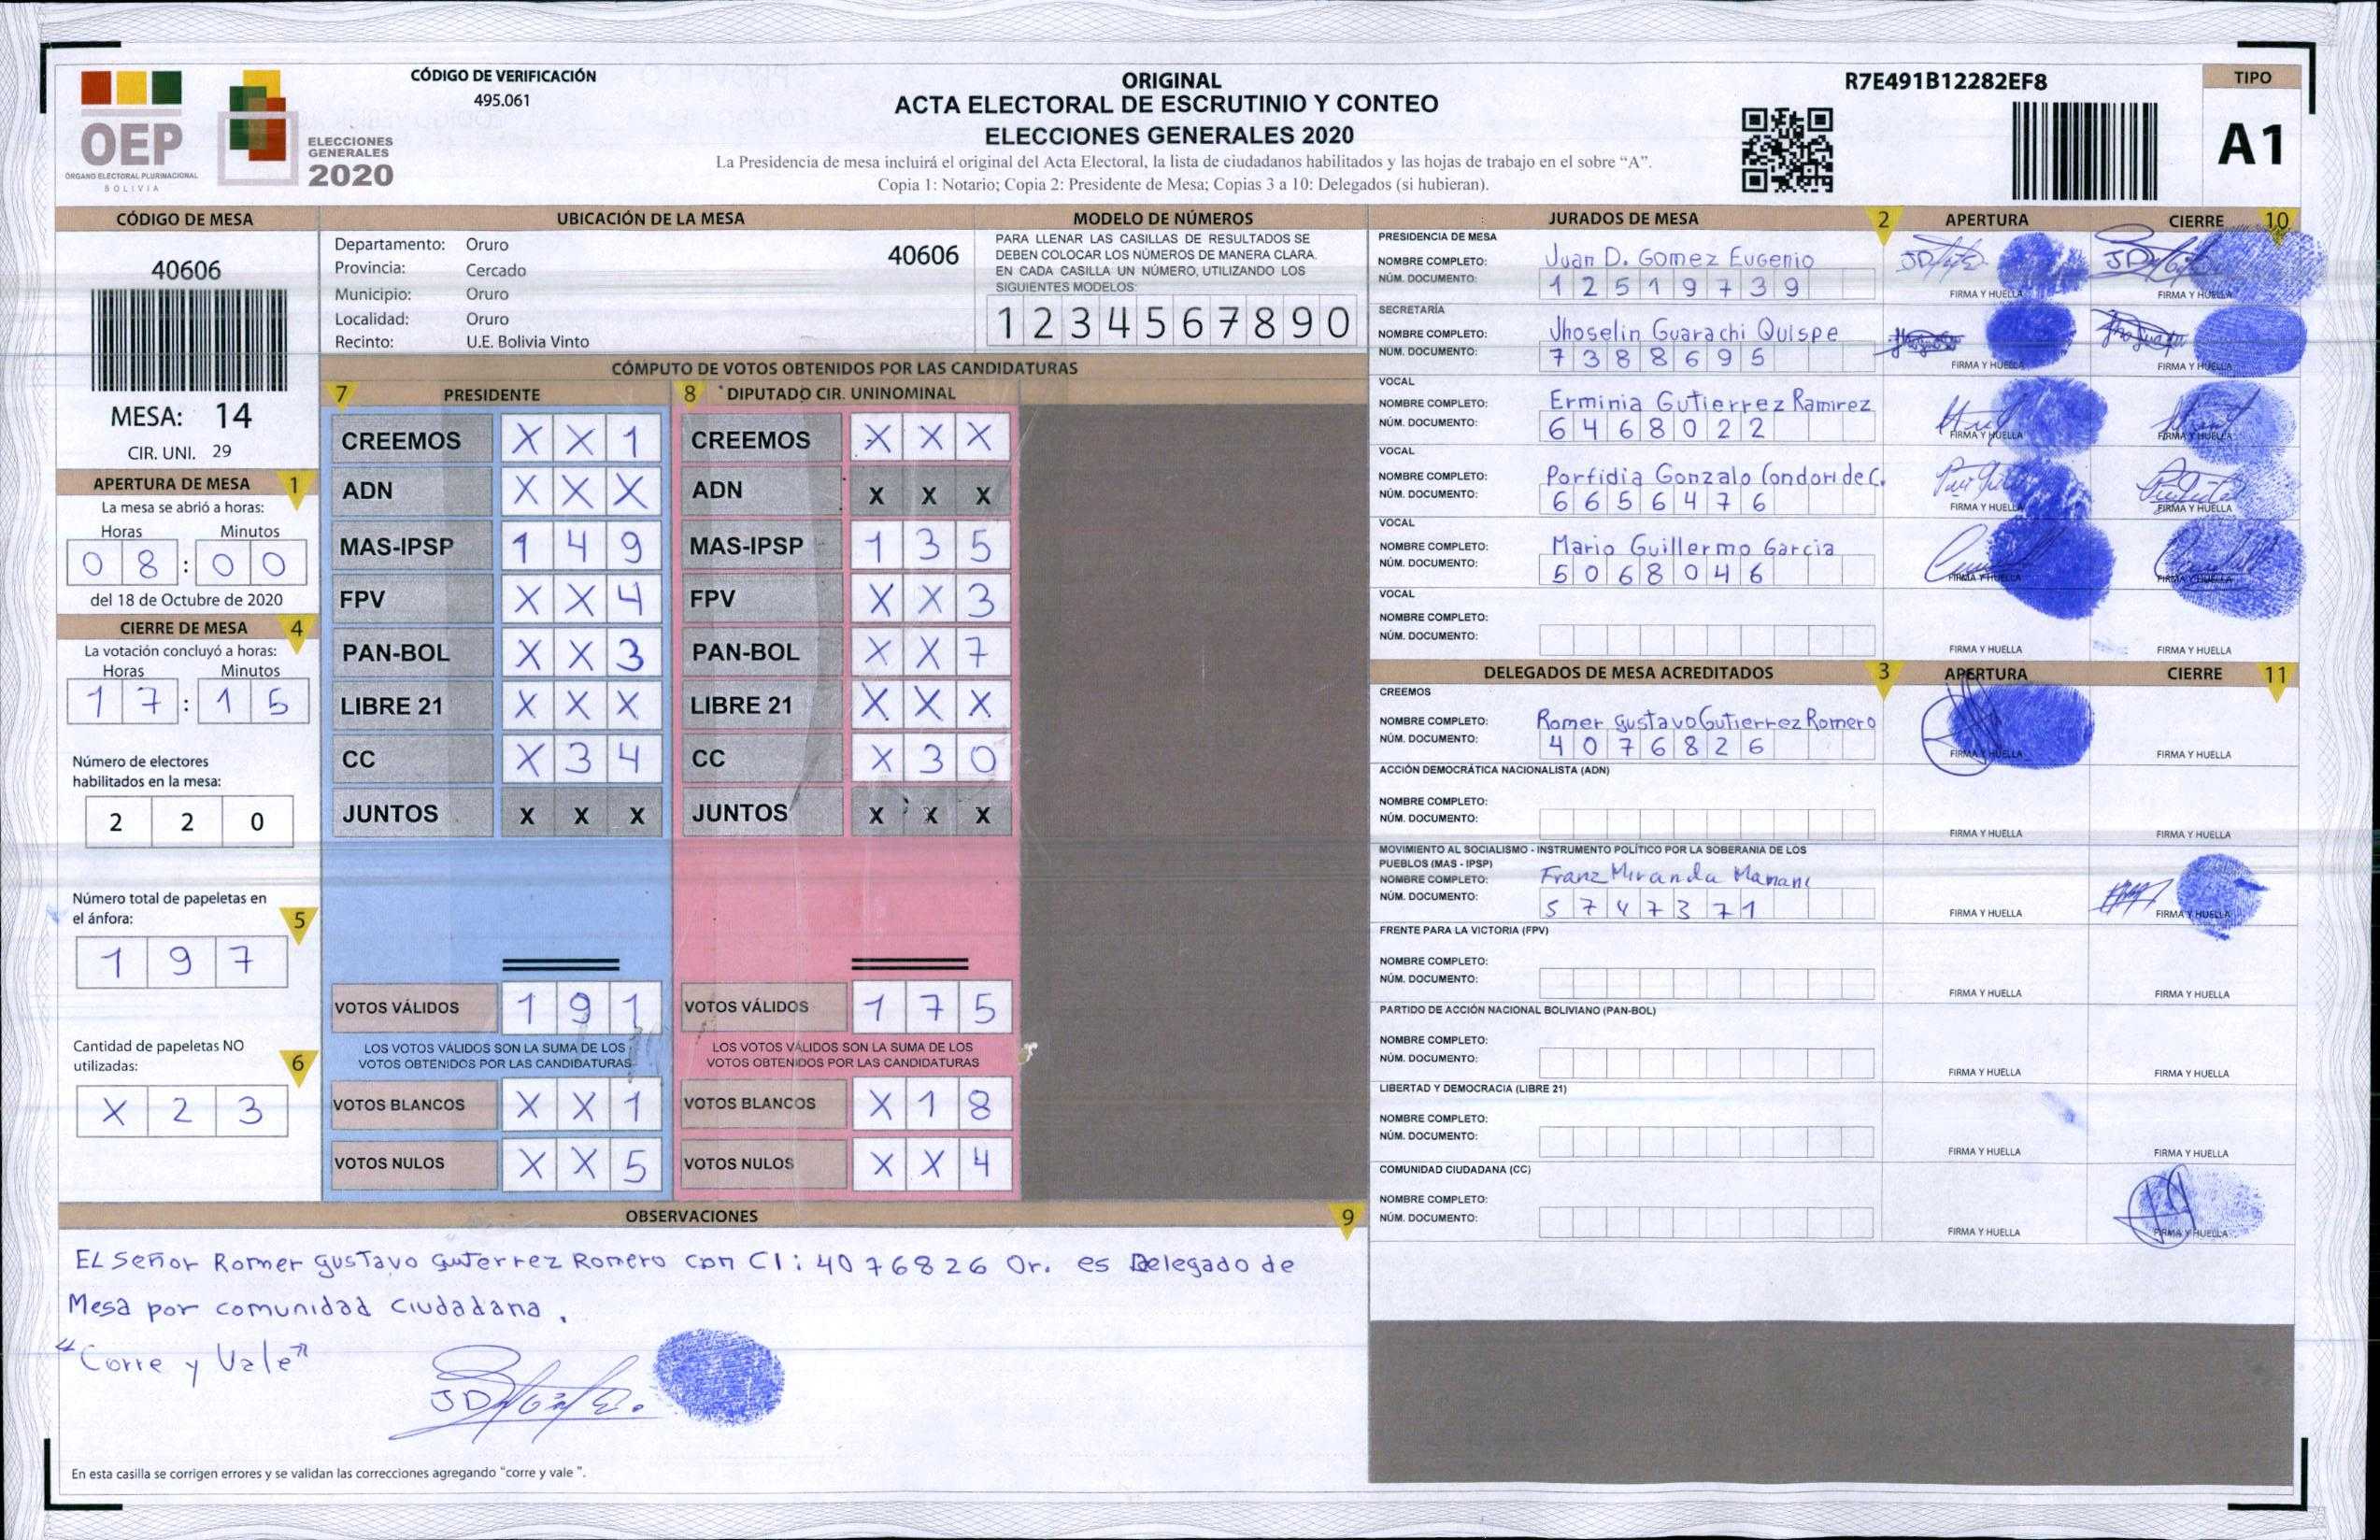 OEP
ÓRGANO ELECTORAL PLURINACIONAL
BOLIVIA
ELECCIONES
GENERALES
2020
CÓDIGO DE VERIFICACIÓN
495.061
ORIGINAL
ACTA ELECTORAL DE ESCRUTINIO Y CONTEO
ELECCIONES GENERALES 2020
La Presidencia de mesa incluirá el original del Acta Electoral, la lista de ciudadanos habilitados y las hojas de trabajo en el sobre “A”.
Copia 1: Notario; Copia 2: Presidente de Mesa; Copias 3 a 10: Delegados (si hubieran).
R7E491B12282EF8
TIPO
A1
CÓDIGO DE MESA
40606
MESA: 14
CIR. UNI. 29
APERTURA DE MESA 1
La mesa se abrió a horas:
Horas Minutos
0 8 : 0 0
del 18 de Octubre de 2020
CIERRE DE MESA 4
La votación concluyó a horas:
Horas Minutos
1 7 : 1 5
Número de electores
habilitados en la mesa:
2 2 0
Número total de papeletas en
el ánfora: 5
1 9 7
Cantidad de papeletas NO
utilizadas: 6
X 2 3
UBICACIÓN DE LA MESA
Departamento: Oruro 40606
Provincia: Cercado
Municipio: Oruro
Localidad: Oruro
Recinto: U.E. Bolivia Vinto
MODELO DE NÚMEROS
PARA LLENAR LAS CASILLAS DE RESULTADOS SE
DEBEN COLOCAR LOS NÚMEROS DE MANERA CLARA.
EN CADA CASILLA UN NÚMERO, UTILIZANDO LOS
SIGUIENTES MODELOS:
1 2 3 4 5 6 7 8 9 0
CÓMPUTO DE VOTOS OBTENIDOS POR LAS CANDIDATURAS
7 PRESIDENTE
CREEMOS X X 1
ADN X X X
MAS-IPSP 1 4 9
FPV X X 4
PAN-BOL X X 3
LIBRE 21 X X X
CC X 3 4
JUNTOS X X X
VOTOS VÁLIDOS 1 9 1
LOS VOTOS VÁLIDOS SON LA SUMA DE LOS
VOTOS OBTENIDOS POR LAS CANDIDATURAS
VOTOS BLANCOS X X 1
VOTOS NULOS X X 5
8 DIPUTADO CIR. UNINOMINAL
CREEMOS X X X
ADN X X X
MAS-IPSP 1 3 5
FPV X X 3
PAN-BOL X X 7
LIBRE 21 X X X
CC X 3 0
JUNTOS X X X
VOTOS VÁLIDOS 1 7 5
LOS VOTOS VÁLIDOS SON LA SUMA DE LOS
VOTOS OBTENIDOS POR LAS CANDIDATURAS
VOTOS BLANCOS X 1 8
VOTOS NULOS X X 4
JURADOS DE MESA 2 APERTURA CIERRE 10
PRESIDENCIA DE MESA
NOMBRE COMPLETO: Juan D. Gomez Eugenio
NÚM. DOCUMENTO: 1 2 5 1 9 7 3 9
FIRMA Y HUELLA FIRMA Y HUELLA
SECRETARÍA
NOMBRE COMPLETO: Jhoselin Guarachi Quispe
NÚM. DOCUMENTO: 7 3 8 8 6 9 5
FIRMA Y HUELLA FIRMA Y HUELLA
VOCAL
NOMBRE COMPLETO: Erminia Gutierrez Ramirez
NÚM. DOCUMENTO: 6 4 6 8 0 2 2
FIRMA Y HUELLA FIRMA Y HUELLA
VOCAL
NOMBRE COMPLETO: Porfidia Gonzalo Condori de C.
NÚM. DOCUMENTO: 6 6 5 6 4 7 6
FIRMA Y HUELLA FIRMA Y HUELLA
VOCAL
NOMBRE COMPLETO: Mario Guillermo Garcia
NÚM. DOCUMENTO: 5 0 6 8 0 4 6
FIRMA Y HUELLA FIRMA Y HUELLA
VOCAL
NOMBRE COMPLETO:
NÚM. DOCUMENTO:
FIRMA Y HUELLA FIRMA Y HUELLA
DELEGADOS DE MESA ACREDITADOS 3 APERTURA CIERRE 11
CREEMOS
NOMBRE COMPLETO: Romer Gustavo Gutierrez Romero
NÚM. DOCUMENTO: 4 0 7 6 8 2 6
FIRMA Y HUELLA FIRMA Y HUELLA
ACCIÓN DEMOCRÁTICA NACIONALISTA (ADN)
NOMBRE COMPLETO:
NÚM. DOCUMENTO:
FIRMA Y HUELLA FIRMA Y HUELLA
MOVIMIENTO AL SOCIALISMO - INSTRUMENTO POLÍTICO POR LA SOBERANIA DE LOS
PUEBLOS (MAS - IPSP)
NOMBRE COMPLETO: Franz Miranda Mamani
NÚM. DOCUMENTO: 5 7 4 7 3 7 1
FIRMA Y HUELLA FIRMA Y HUELLA
FRENTE PARA LA VICTORIA (FPV)
NOMBRE COMPLETO:
NÚM. DOCUMENTO:
FIRMA Y HUELLA FIRMA Y HUELLA
PARTIDO DE ACCIÓN NACIONAL BOLIVIANO (PAN-BOL)
NOMBRE COMPLETO:
NÚM. DOCUMENTO:
FIRMA Y HUELLA FIRMA Y HUELLA
LIBERTAD Y DEMOCRACIA (LIBRE 21)
NOMBRE COMPLETO:
NÚM. DOCUMENTO:
FIRMA Y HUELLA FIRMA Y HUELLA
COMUNIDAD CIUDADANA (CC)
NOMBRE COMPLETO:
NÚM. DOCUMENTO:
FIRMA Y HUELLA FIRMA Y HUELLA
OBSERVACIONES 9
EL Señor Romer Gustavo Guterrez Romero con CI: 4076826 Or. es Delegado de
Mesa por comunidad ciudadana.
“Corre y Vale”
En esta casilla se corrigen errores y se validan las correcciones agregando “corre y vale ”.